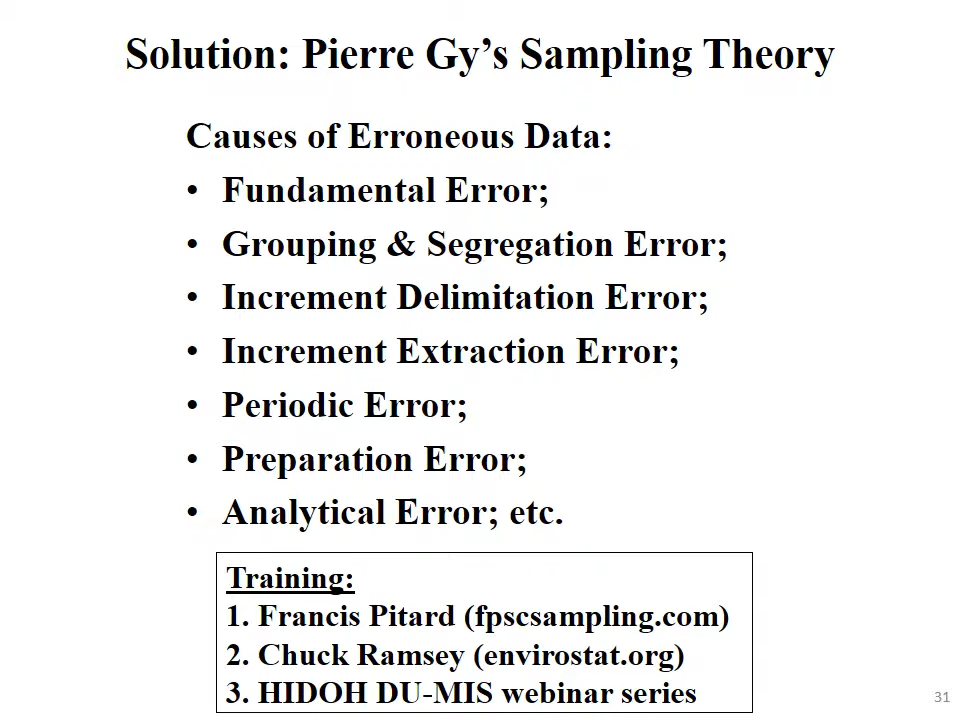 Solution: Pierre Gy’s Sampling Theory
Causes of Erroneous Data:
• Fundamental Error;
• Grouping & Segregation Error;
• Increment Delimitation Error;
• Increment Extraction Error;
• Periodic Error;
• Preparation Error;
• Analytical Error; etc.
Training:
1. Francis Pitard (fpscsampling.com)
2. Chuck Ramsey (envirostat.org)
3. HIDOH DU-MIS webinar series
31